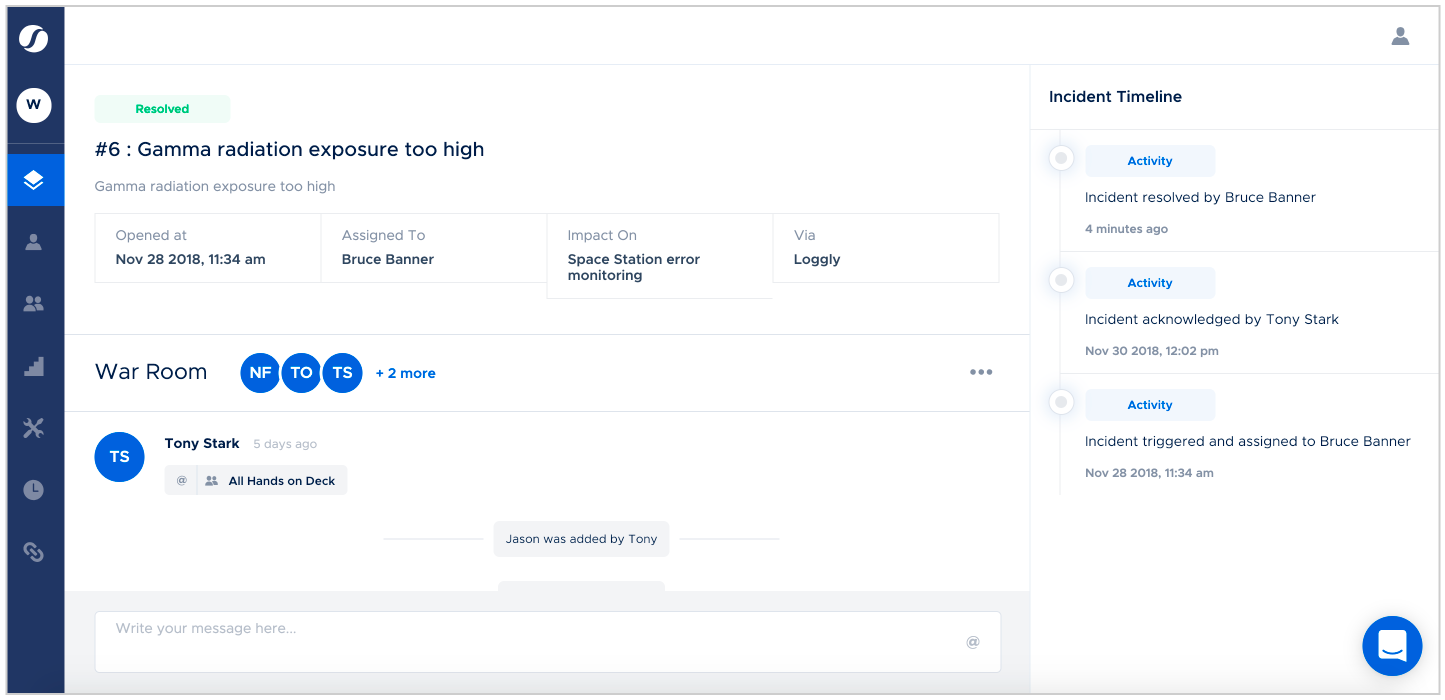 W
Resolved
#6 : Gamma radiation exposure too high
Gamma radiation exposure too high
Opened at
Nov 28 2018, 11:34 am
Assigned To
Bruce Banner
Impact On
Space Station error
monitoring
Via
Loggly
War Room
NF
TO
TS
+ 2 more
TS
Tony Stark 5 days ago
@ All Hands on Deck
Jason was added by Tony
Write your message here...
@
Incident Timeline
Activity
Incident resolved by Bruce Banner
4 minutes ago
Activity
Incident acknowledged by Tony Stark
Nov 30 2018, 12:02 pm
Activity
Incident triggered and assigned to Bruce Banner
Nov 28 2018, 11:34 am